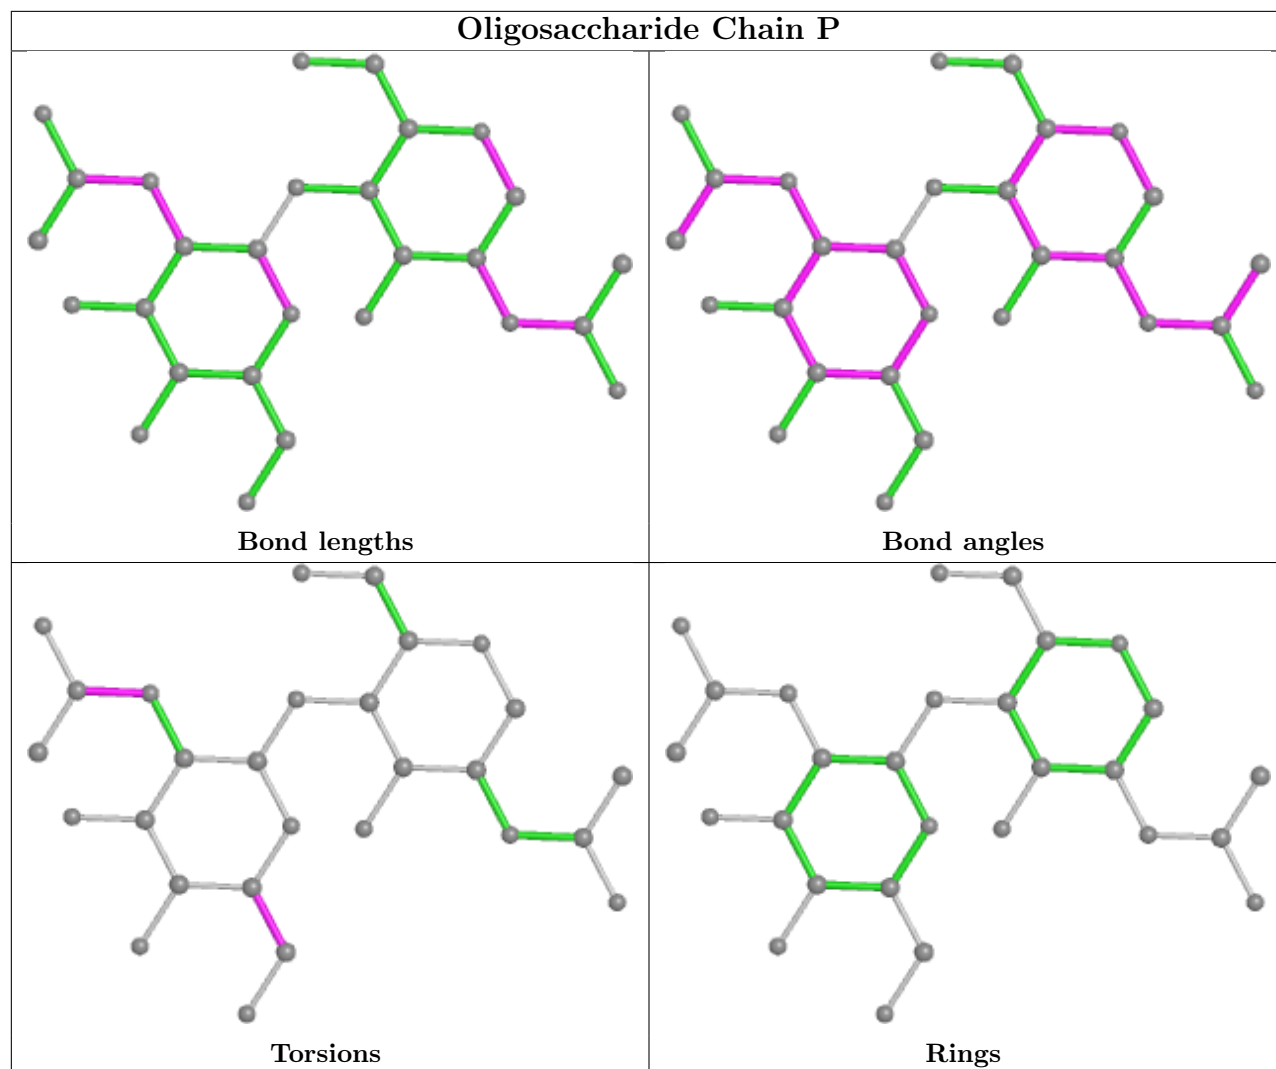 Oligosaccharide Chain P
Bond lengths
Bond angles
Torsions
Rings